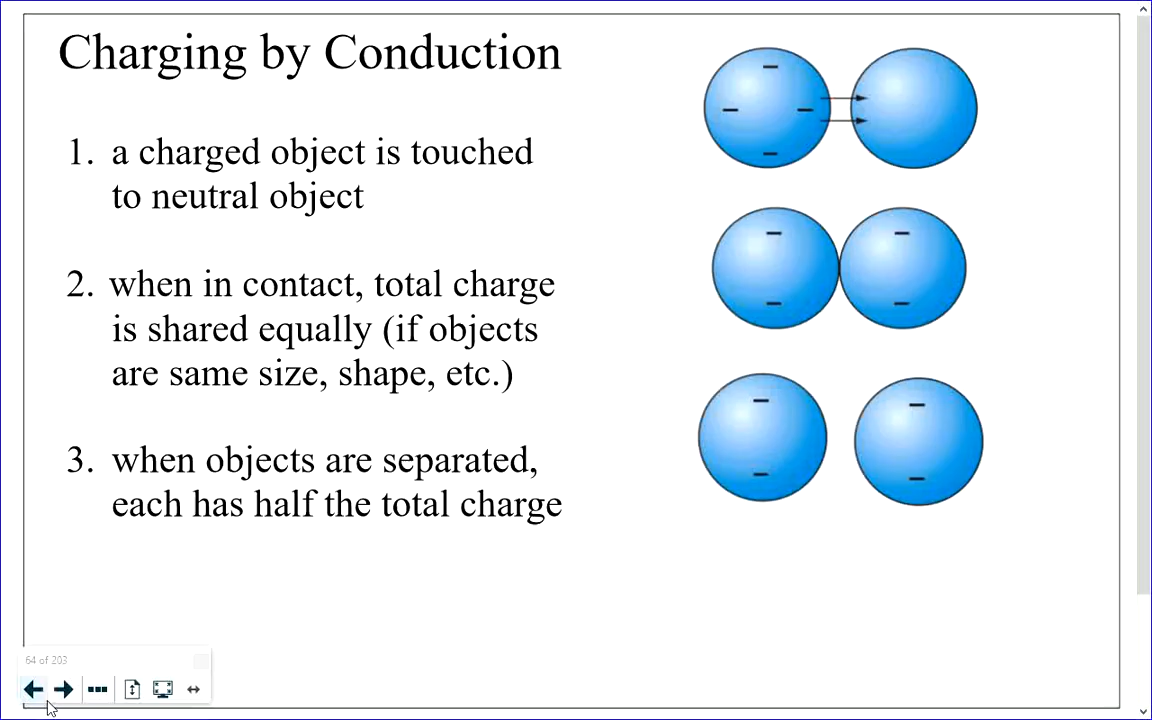 Charging by Conduction
1. a charged object is touched
to neutral object
2. when in contact, total charge
is shared equally (if objects
are same size, shape, etc.)
3. when objects are separated,
each has half the total charge
64 of 203